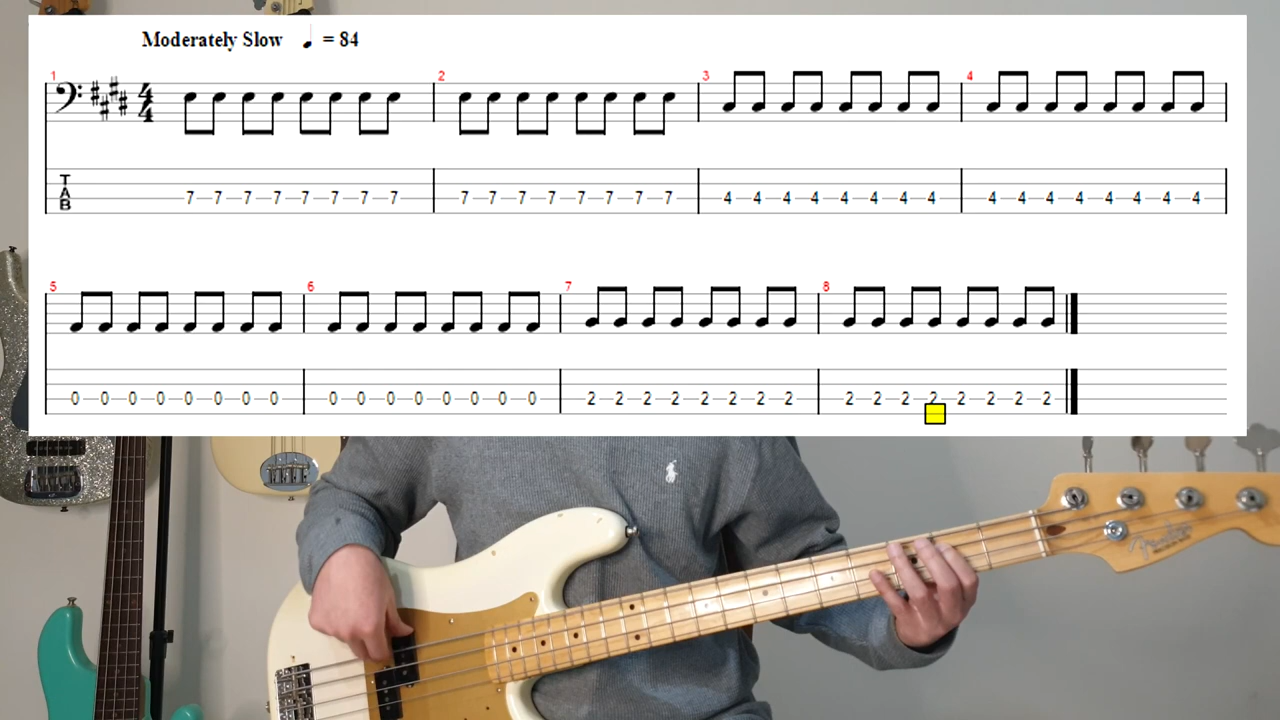 Moderately Slow ♩ = 84
1 2 3 4
4
4
T
A
B
7 7 7 7 7 7 7 7 7 7 7 7 7 7 7 7 4 4 4 4 4 4 4 4 4 4 4 4 4 4 4 4
5 6 7 8
0 0 0 0 0 0 0 0 0 0 0 0 0 0 0 0 2 2 2 2 2 2 2 2 2 2 2 2 2 2 2 2
Fender